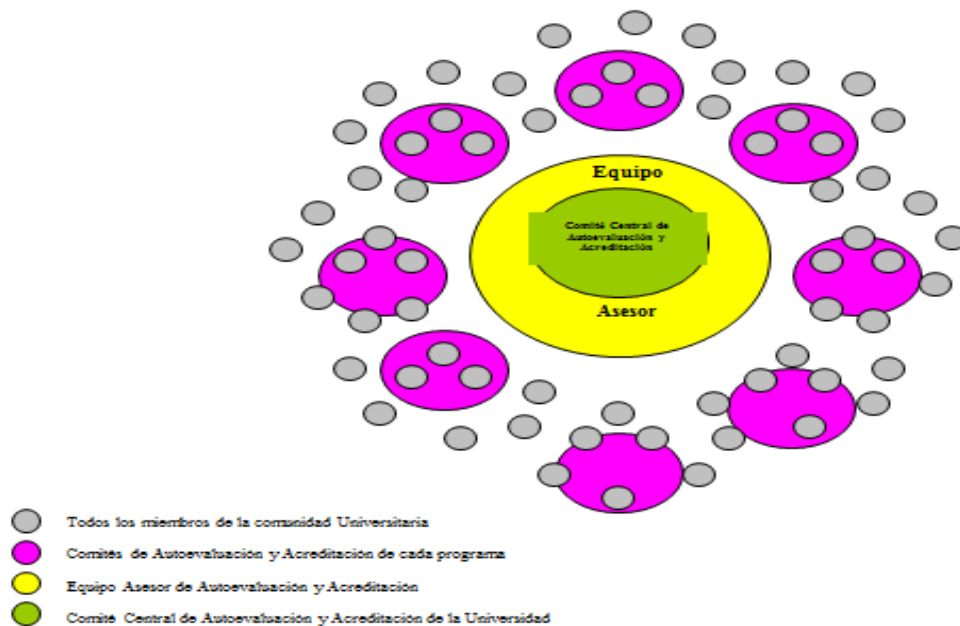 Equipo
Comité Central de
Autoevaluación y
Acreditación
Asesor
Todos los miembros de la comunidad Universitaria
Comités de Autoevaluación y Acreditación de cada programa
Equipo Asesor de Autoevaluación y Acreditación
Comité Central de Autoevaluación y Acreditación de la Universidad